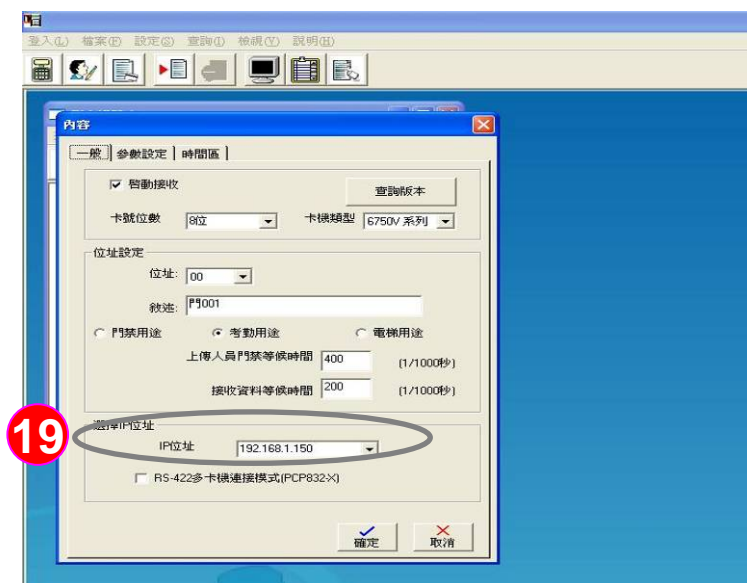 登入(L) 檔案(F) 設定(S) 查詢(I) 檢視(V) 說明(H)
內容
一般 參數設定 時間區
啓動接收
查詢版本
卡號位數 8位 卡機類型 6750V 系列
位址設定
位址: 00
敘述: 門001
門禁用途 考勤用途 電梯用途
上傳人員門禁等候時間 400 (1/1000秒)
接收資料等候時間 200 (1/1000秒)
19
選擇IP位址
IP位址 192.168.1.150
RS-422多卡機連接模式(PCP832-X)
確定 取消